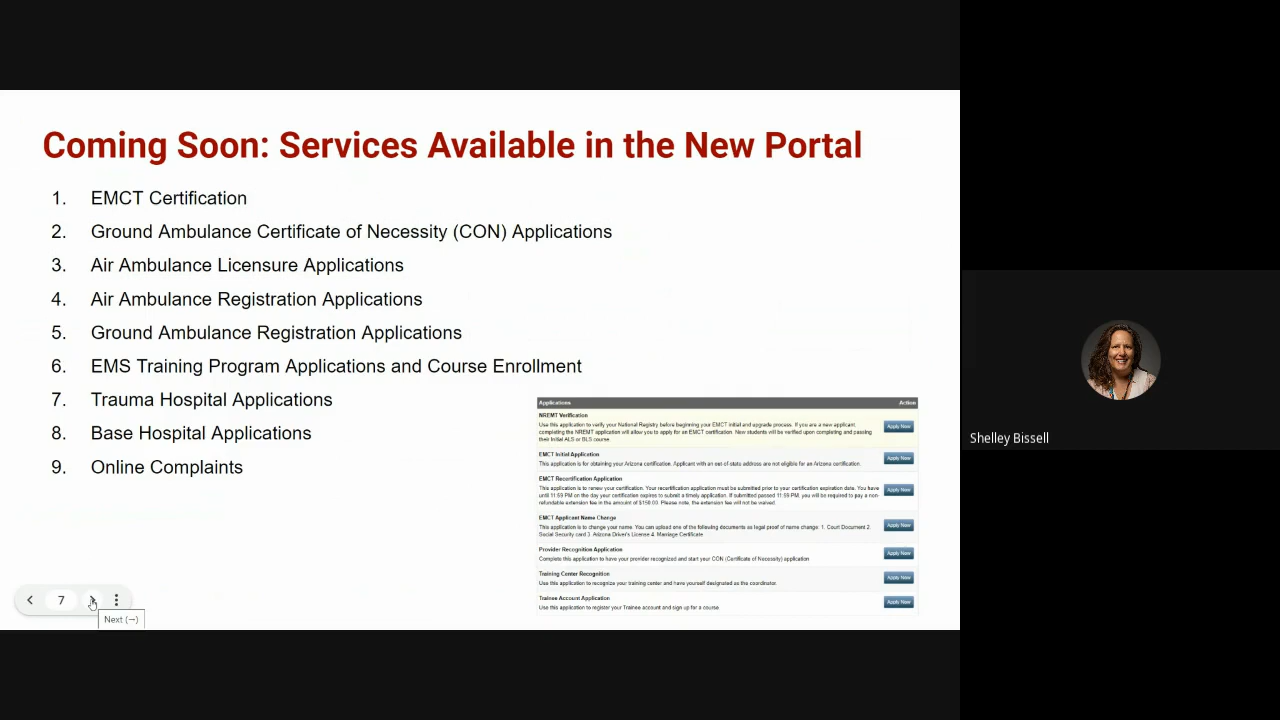 Coming Soon: Services Available in the New Portal
1. EMCT Certification
2. Ground Ambulance Certificate of Necessity (CON) Applications
3. Air Ambulance Licensure Applications
4. Air Ambulance Registration Applications
5. Ground Ambulance Registration Applications
6. EMS Training Program Applications and Course Enrollment
7. Trauma Hospital Applications
8. Base Hospital Applications
9. Online Complaints
Applications Action
NREMT Verification
Use this application to verify your National Registry before beginning your EMCT initial and upgrade process. If you are a new applicant,
completing the NREMT application will allow you to apply for an EMCT certification. New students will be verified upon completing and passing
their Initial ALS or BLS course.
Apply Now
EMCT Initial Application
This application is for obtaining your Arizona certification. Applicant with an out-of-state address are not eligible for an Arizona certification.
Apply Now
EMCT Recertification Application
This application is to renew your certification. Your recertification application must be submitted prior to your certification expiration date. You have
until 11:59 PM on the day your certification expires to submit a timely application. If submitted passed 11:59 PM, you will be required to pay a non-
refundable extension fee in the amount of $150.00. Please note, the extension fee will not be waived.
Apply Now
EMCT Applicant Name Change
This application is to change your name. You can upload one of the following documents as legal proof of name change: 1. Court Document 2.
Social Security card 3. Arizona Driver's License 4. Marriage Certificate
Apply Now
Provider Recognition Application
Complete this application to have your provider recognized and start your CON (Certificate of Necessity) application
Apply Now
Training Center Recognition
Use this application to recognize your training center and have yourself designated as the coordinator.
Apply Now
Trainee Account Application
Use this application to register your Trainee account and sign up for a course
Apply Now
7
Next (→)
Shelley Bissell